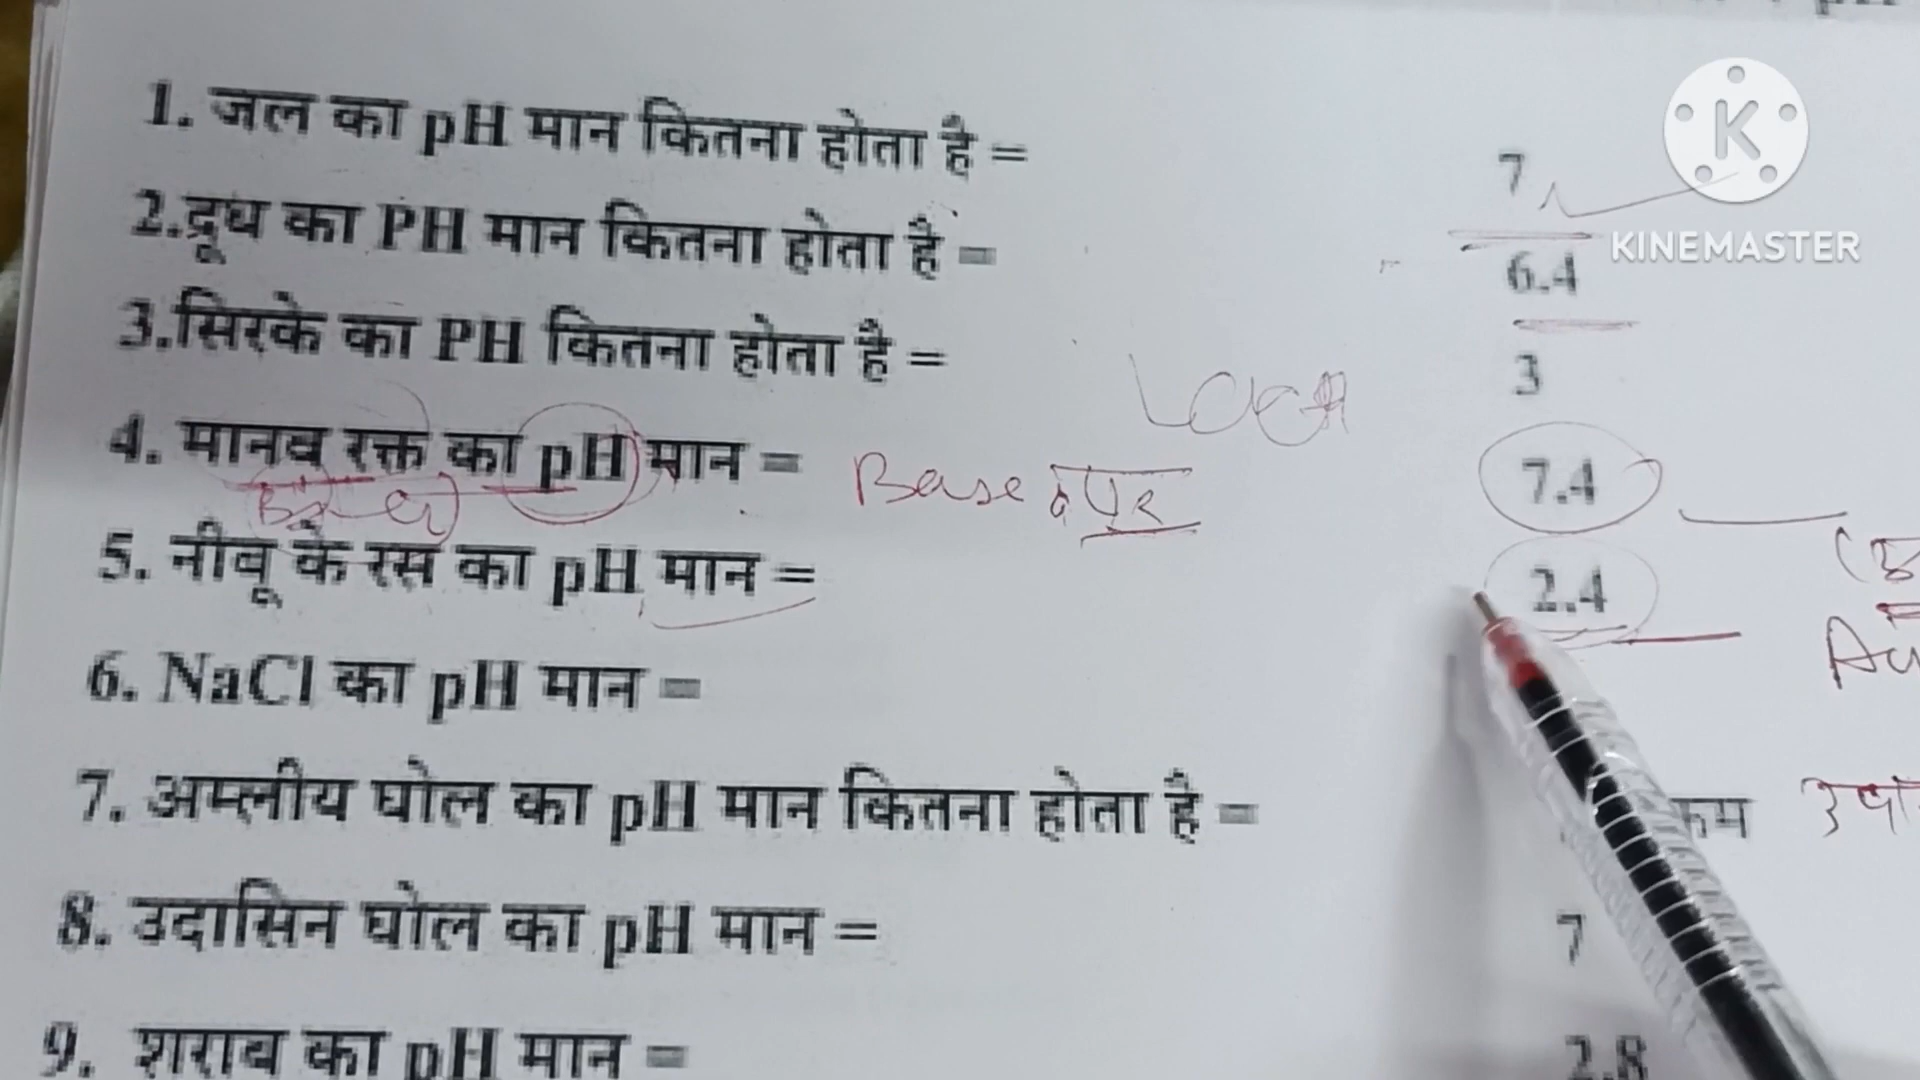 1. जल का pH मान कितना होता है = 7
KINEMASTER
2.दूध का PH मान कितना होता है = 6.4
3.सिरके का PH कितना होता है = 3
4. मानव रक्त का pH मान = Base 7.4
5. नीबू के रस का pH मान = 2.4
6. NaCl का pH मान =
7. अम्लीय घोल का pH मान कितना होता है = कम
8. उदासिन घोल का pH मान = 7
9. शराब का pH मान = 2.8